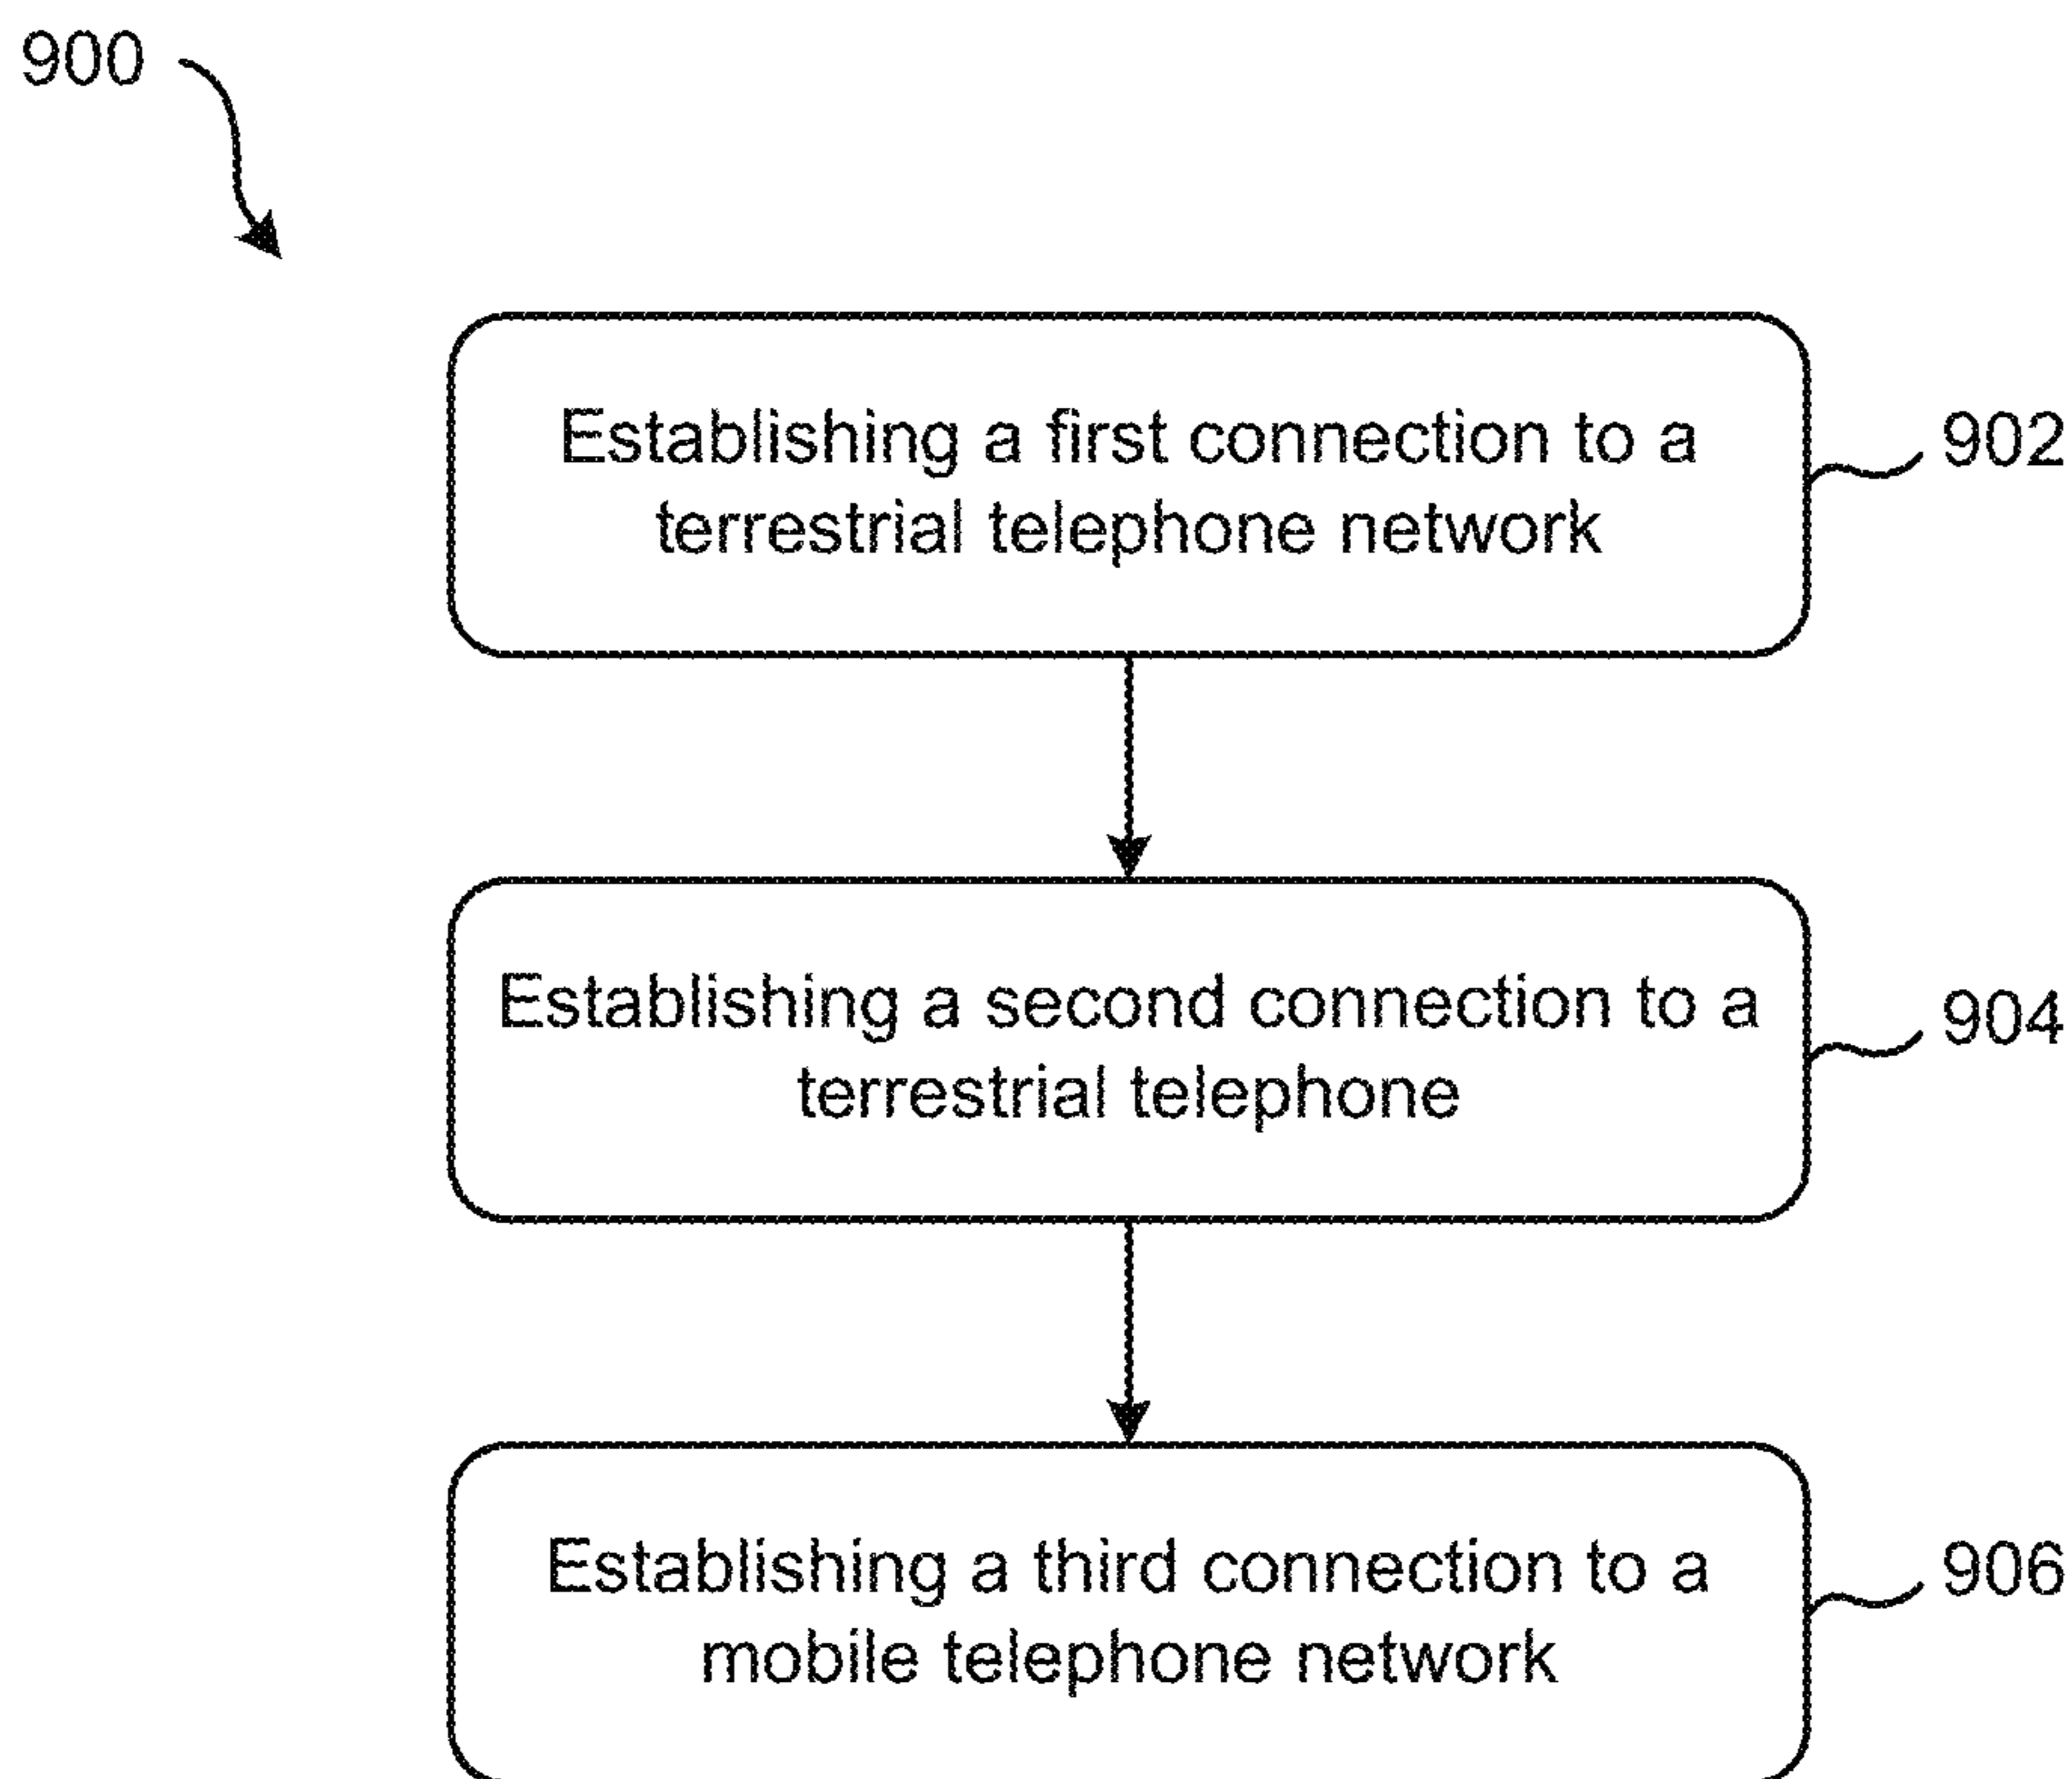 900
Establishing a first connection to a
terrestrial telephone network
902
Establishing a second connection to a
terrestrial telephone
904
Establishing a third connection to a
mobile telephone network
906